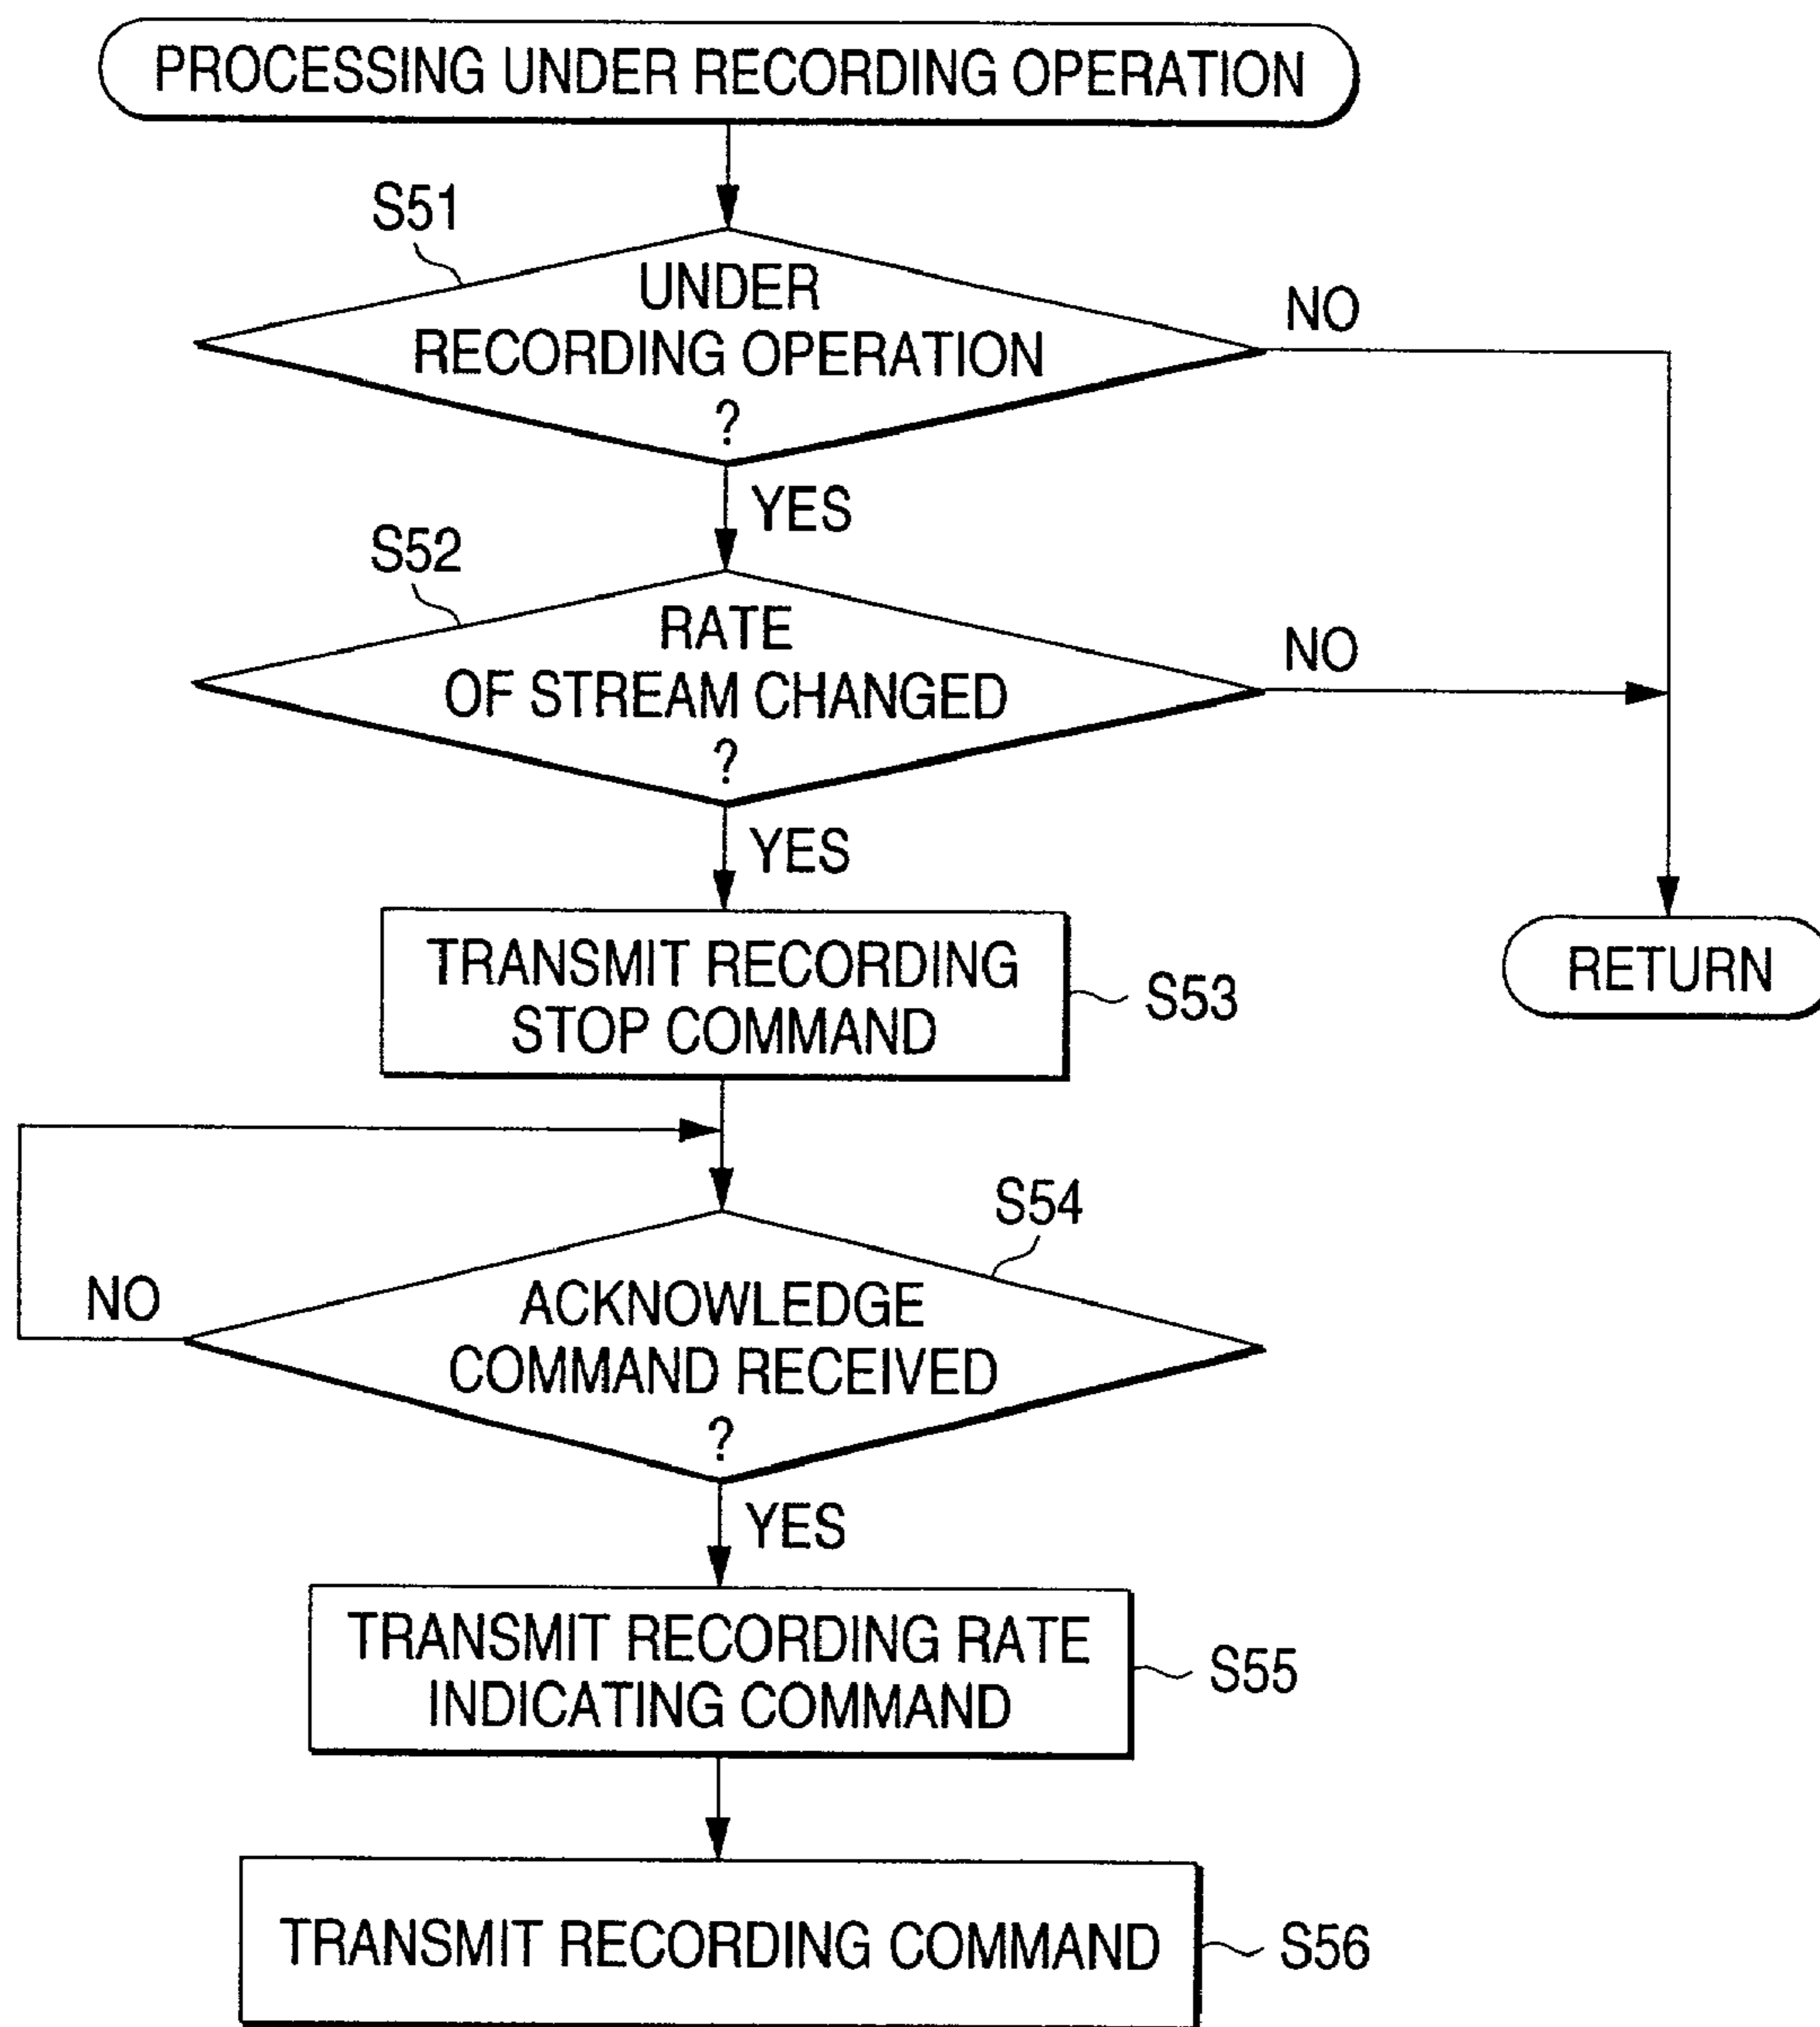 PROCESSING UNDER RECORDING OPERATION
S51
UNDER
RECORDING OPERATION
?
NO
YES
S52
RATE
OF STREAM CHANGED
?
NO
YES
TRANSMIT RECORDING
STOP COMMAND
S53
RETURN
S54
ACKNOWLEDGE
COMMAND RECEIVED
?
NO
YES
TRANSMIT RECORDING RATE
INDICATING COMMAND
S55
TRANSMIT RECORDING COMMAND
S56